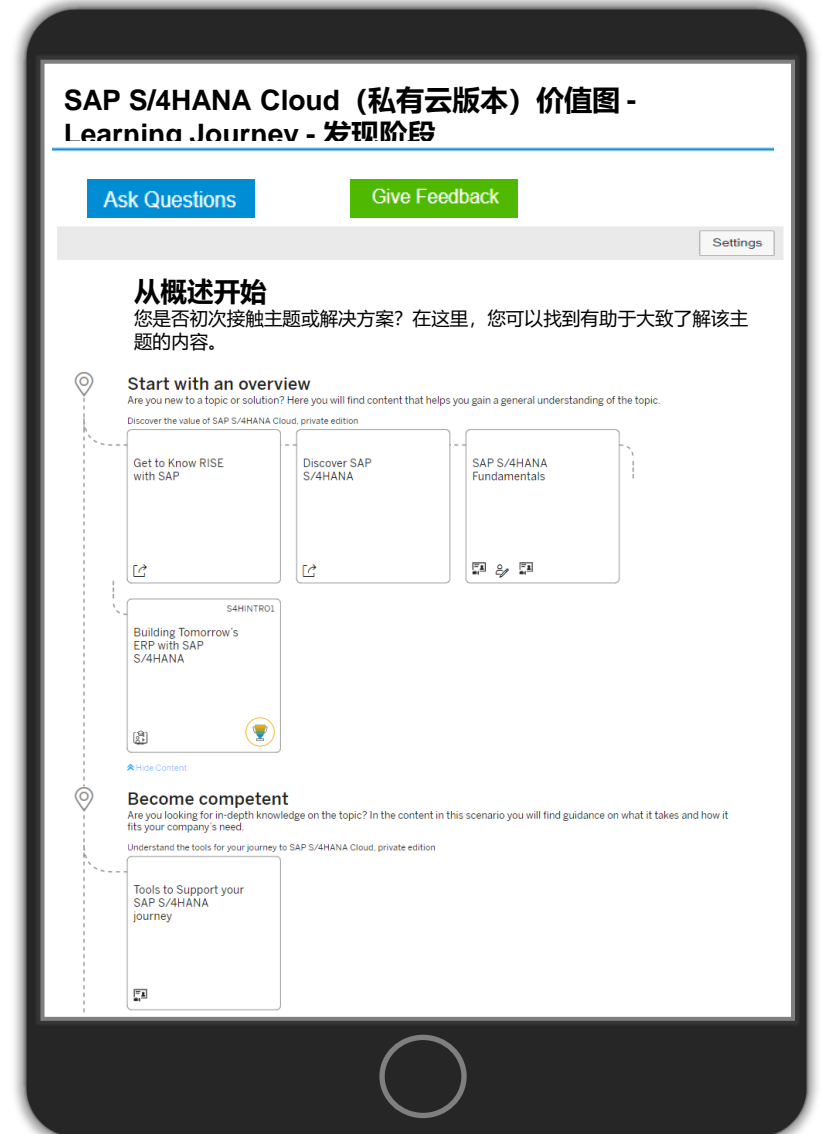 SAP S/4HANA Cloud（私有云版本）价值图 -
Learning Journey - 发现阶段
Ask Questions
Give Feedback
Settings
从概述开始
您是否初次接触主题或解决方案？在这里，您可以找到有助于大致了解该主
题的内容。
Start with an overview
Are you new to a topic or solution? Here you will find content that helps you gain a general understanding of the topic.
Discover the value of SAP S/4HANA Cloud, private edition
Get to Know RISE
with SAP
Discover SAP
S/4HANA
SAP S/4HANA
Fundamentals
S4HINTRO1
Building Tomorrow's
ERP with SAP
S/4HANA
Hide Content
Become competent
Are you looking for in-depth knowledge on the topic? In the content in this scenario you will find guidance on what it takes and how it
fits your company's need.
Understand the tools for your journey to SAP S/4HANA Cloud, private edition
Tools to Support your
SAP S/4HANA
journey